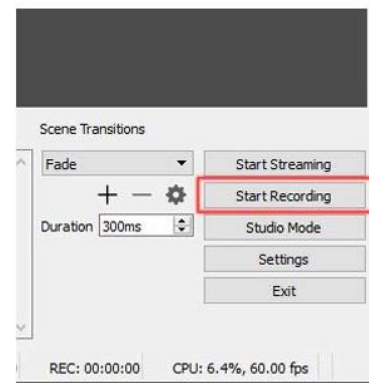 Scene Transitions
Fade
Start Streaming
Start Recording
Duration 300ms
Studio Mode
Settings
Exit
REC: 00:00:00 CPU: 6.4%, 60.00 fps